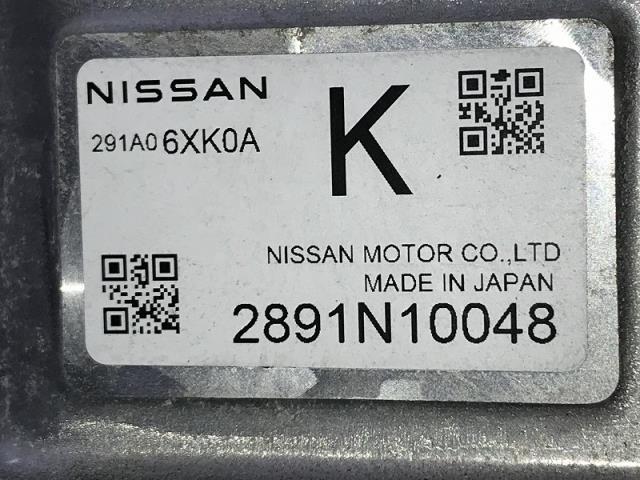 NISSAN
291A0 6XK0A
K
NISSAN MOTOR CO.,LTD
MADE IN JAPAN
2891N10048